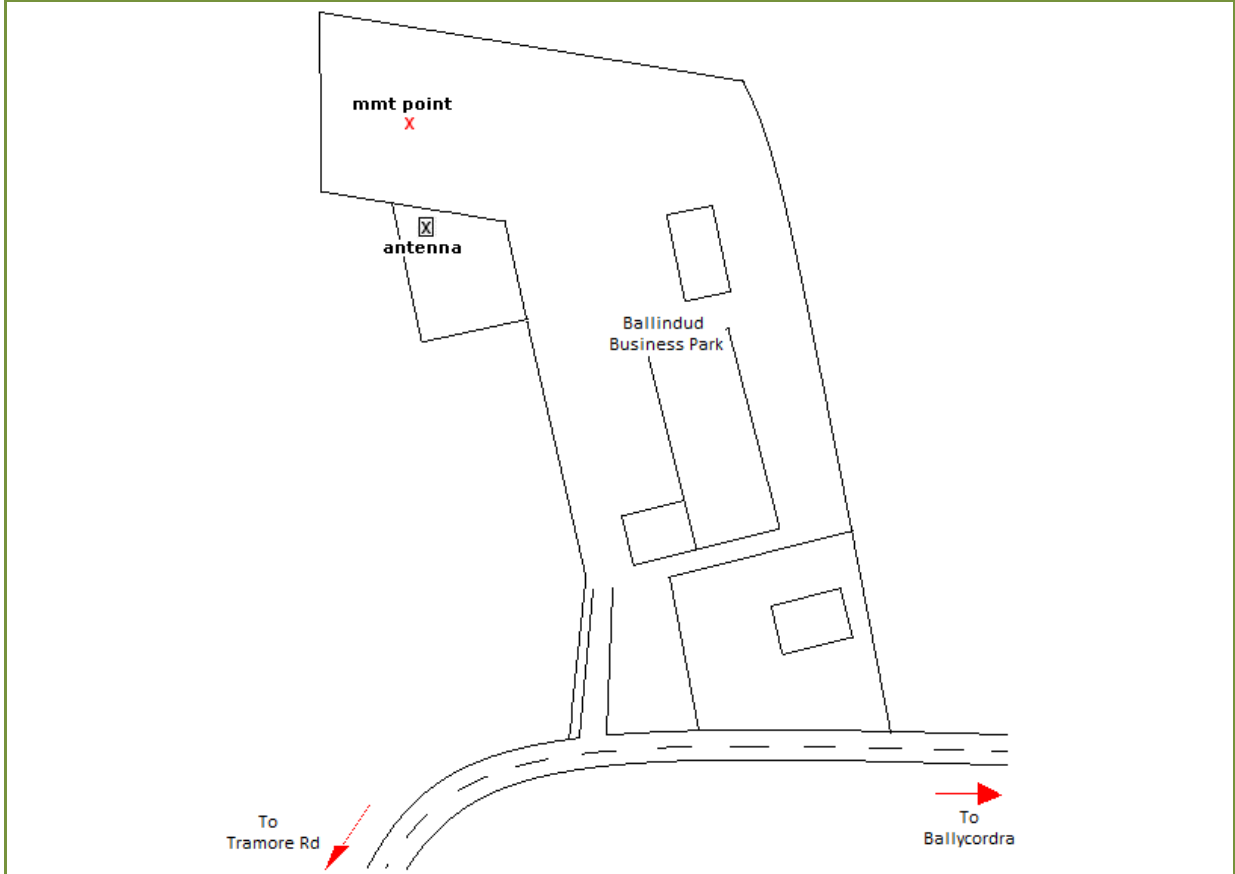 mmt point
X
X
antenna
Ballindud
Business Park
To
Tramore Rd
To
Ballycordra